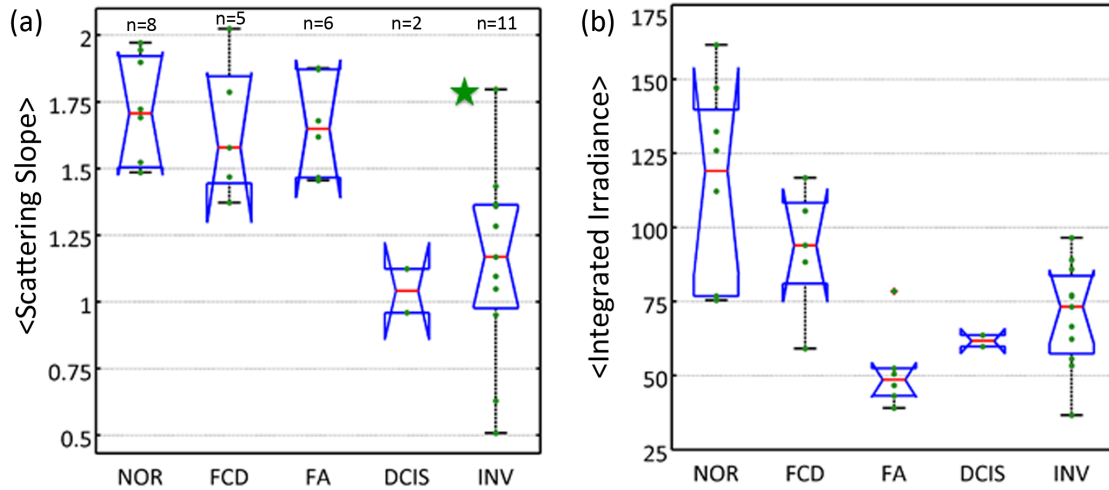 (a)
n=8 n=5 n=6 n=2 n=11
<Scattering Slope>
2
1.75
1.5
1.25
1
0.75
0.5
NOR FCD FA DCIS INV
(b)
<Integrated Irradiance>
175
150
125
100
75
50
25
NOR FCD FA DCIS INV